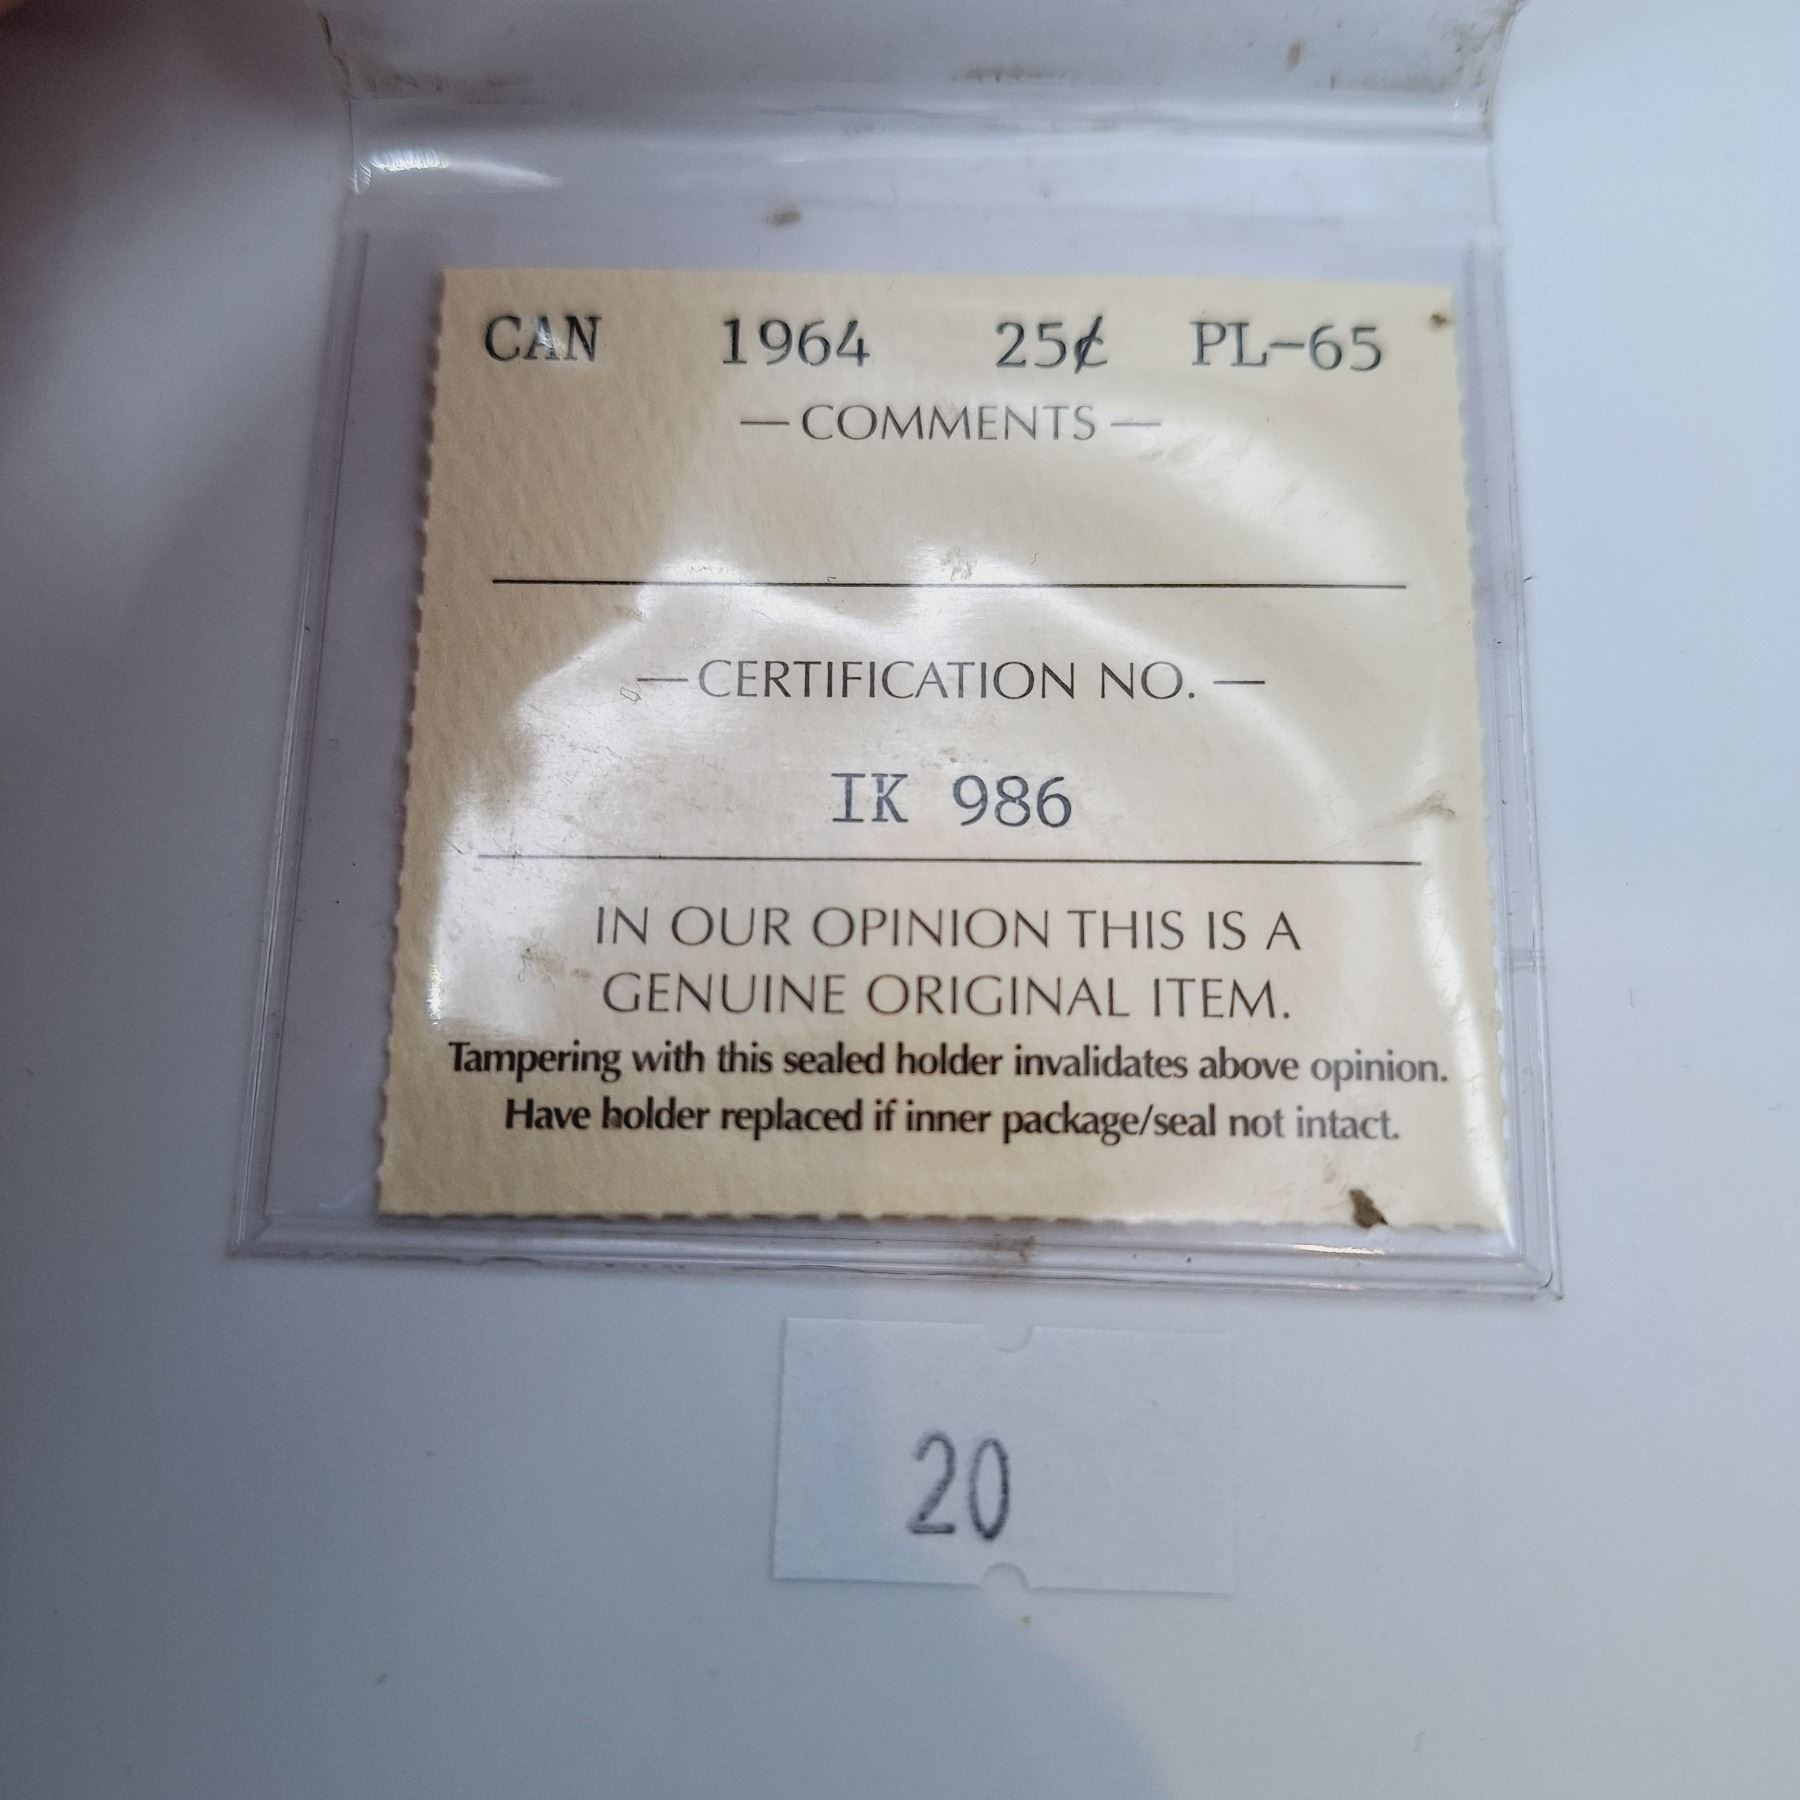 CAN 1964 25¢ PL-65
— COMMENTS —
— CERTIFICATION NO. —
IK 986
IN OUR OPINION THIS IS A
GENUINE ORIGINAL ITEM.
Tampering with this sealed holder invalidates above opinion.
Have holder replaced if inner package/seal not intact.
20